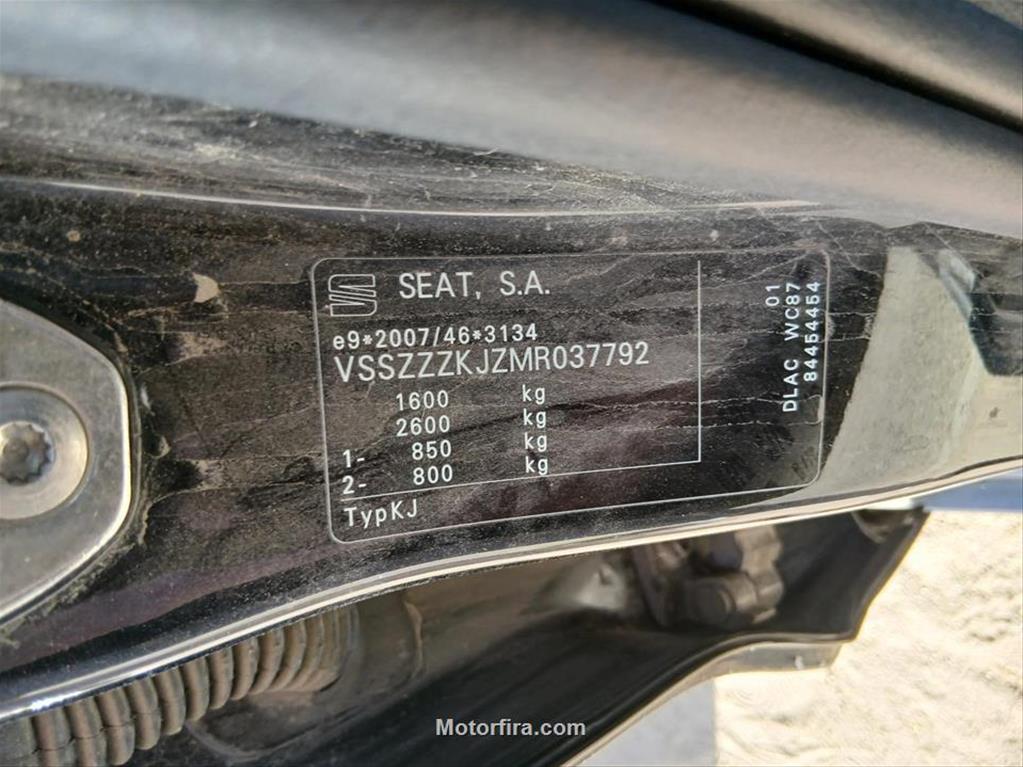 SEAT, S.A.
e9*2007/46*3134
VSSZZZKJZMR037792
1600 kg
2600 kg
1- 850 kg
2- 800 kg
TypKJ
01
DLAC WC87
84454454
Motorfira.com